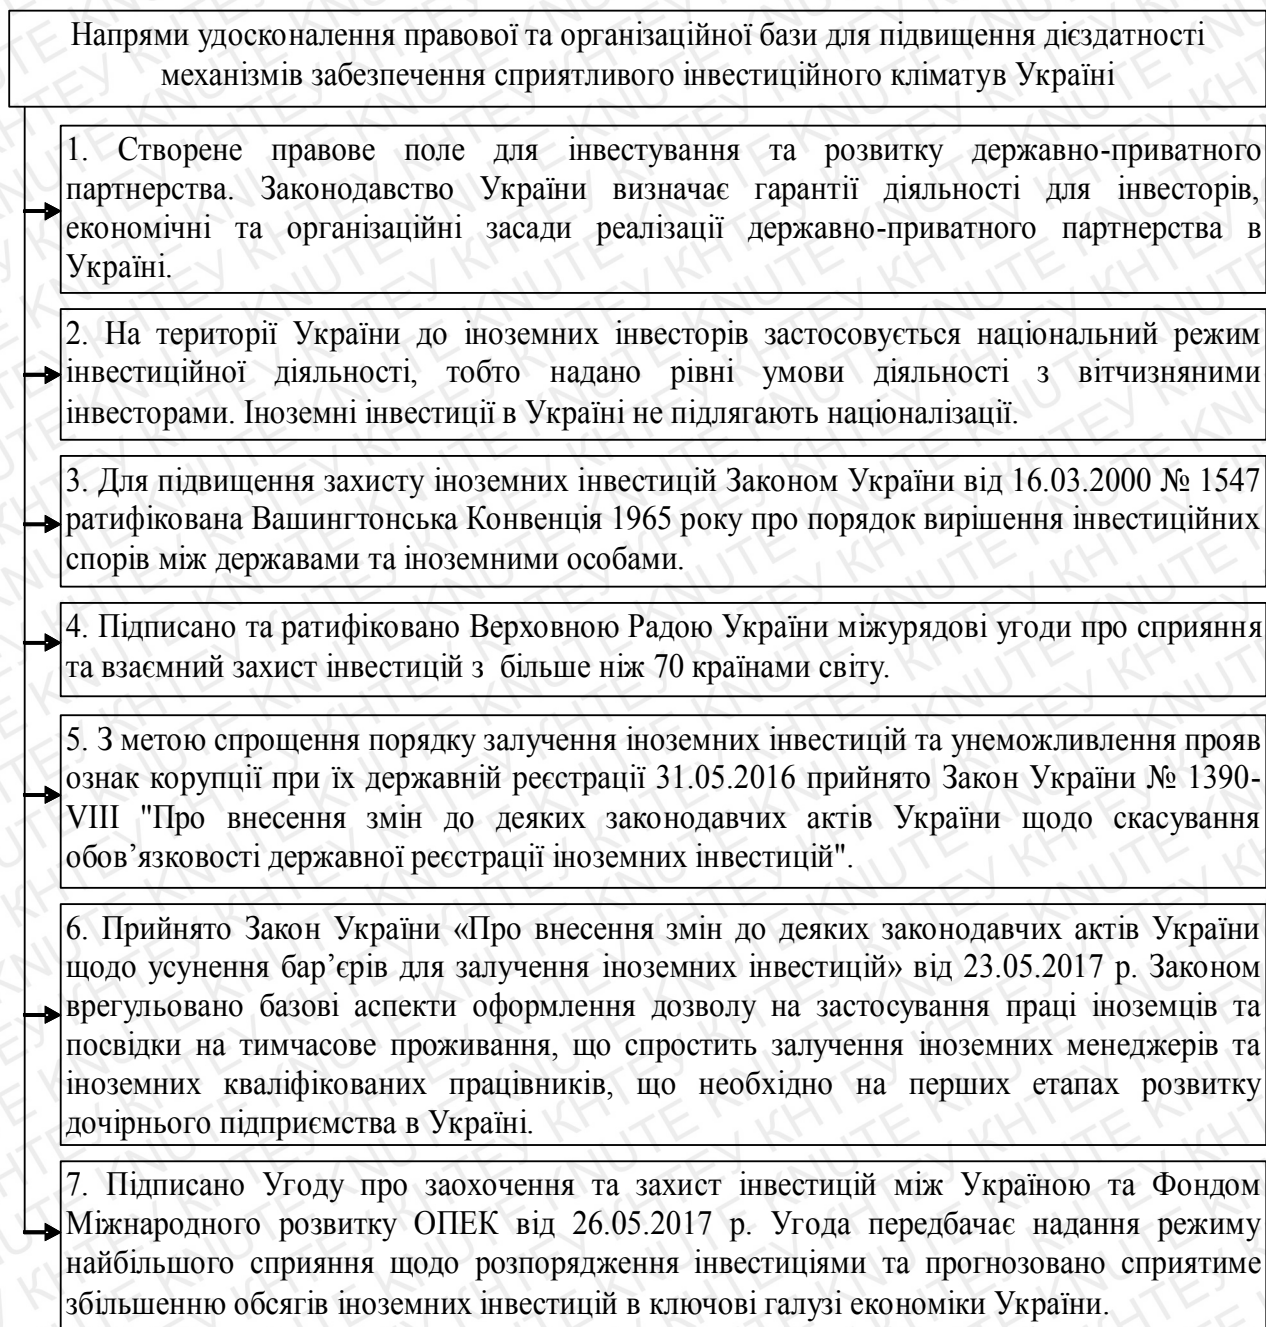 Напрями удосконалення правової та організаційної бази для підвищення дієздатності
механізмів забезпечення сприятливого інвестиційного кліматув Україні
1. Створене правове поле для інвестування та розвитку державно-приватного
партнерства. Законодавство України визначає гарантії діяльності для інвесторів,
економічні та організаційні засади реалізації державно-приватного партнерства в
Україні.
2. На території України до іноземних інвесторів застосовується національний режим
інвестиційної діяльності, тобто надано рівні умови діяльності з вітчизняними
інвесторами. Іноземні інвестиції в Україні не підлягають націоналізації.
3. Для підвищення захисту іноземних інвестицій Законом України від 16.03.2000 № 1547
ратифікована Вашингтонська Конвенція 1965 року про порядок вирішення інвестиційних
спорів між державами та іноземними особами.
4. Підписано та ратифіковано Верховною Радою України міжурядові угоди про сприяння
та взаємний захист інвестицій з більше ніж 70 країнами світу.
5. З метою спрощення порядку залучення іноземних інвестицій та унеможливлення прояв
ознак корупції при їх державній реєстрації 31.05.2016 прийнято Закон України № 1390-
VIII "Про внесення змін до деяких законодавчих актів України щодо скасування
обов’язковості державної реєстрації іноземних інвестицій".
6. Прийнято Закон України «Про внесення змін до деяких законодавчих актів України
щодо усунення бар’єрів для залучення іноземних інвестицій» від 23.05.2017 р. Законом
врегульовано базові аспекти оформлення дозволу на застосування праці іноземців та
посвідки на тимчасове проживання, що спростить залучення іноземних менеджерів та
іноземних кваліфікованих працівників, що необхідно на перших етапах розвитку
дочірнього підприємства в Україні.
7. Підписано Угоду про заохочення та захист інвестицій між Україною та Фондом
Міжнародного розвитку ОПЕК від 26.05.2017 р. Угода передбачає надання режиму
найбільшого сприяння щодо розпорядження інвестиціями та прогнозовано сприятиме
збільшенню обсягів іноземних інвестицій в ключові галузі економіки України.